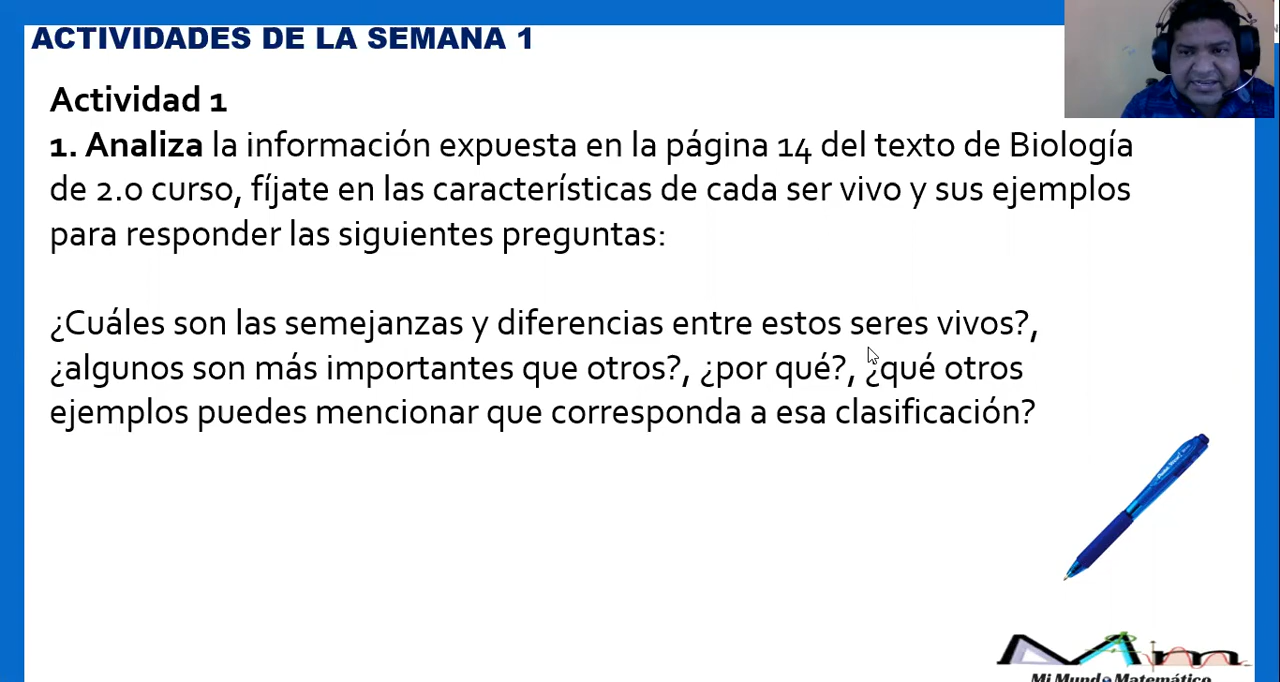 ACTIVIDADES DE LA SEMANA 1
Actividad 1
1. Analiza la información expuesta en la página 14 del texto de Biología
de 2.o curso, fíjate en las características de cada ser vivo y sus ejemplos
para responder las siguientes preguntas:
¿Cuáles son las semejanzas y diferencias entre estos seres vivos?,
¿algunos son más importantes que otros?, ¿por qué?, ¿qué otros
ejemplos puedes mencionar que corresponda a esa clasificación?
Mi Mundo Matemático